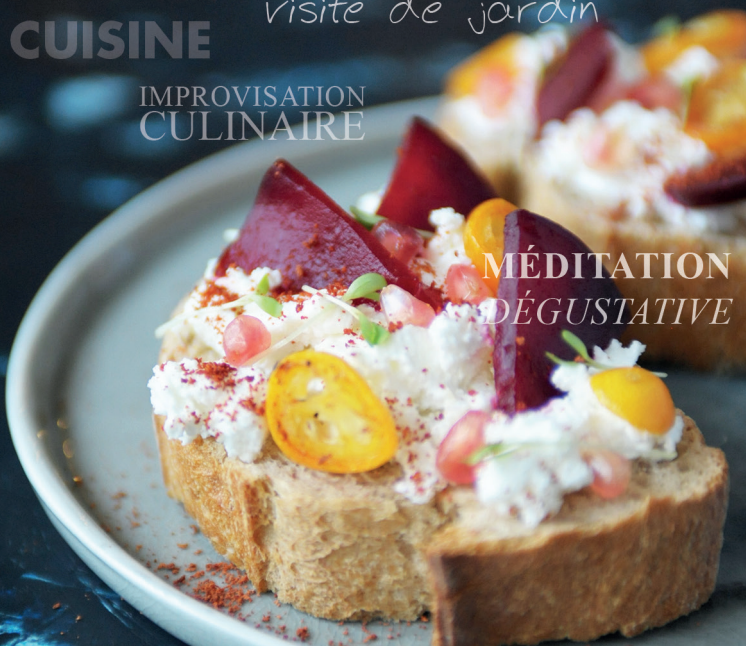 visite de jardin
CUISINE
IMPROVISATION
CULINAIRE
MÉDITATION
DÉGUSTATIVE